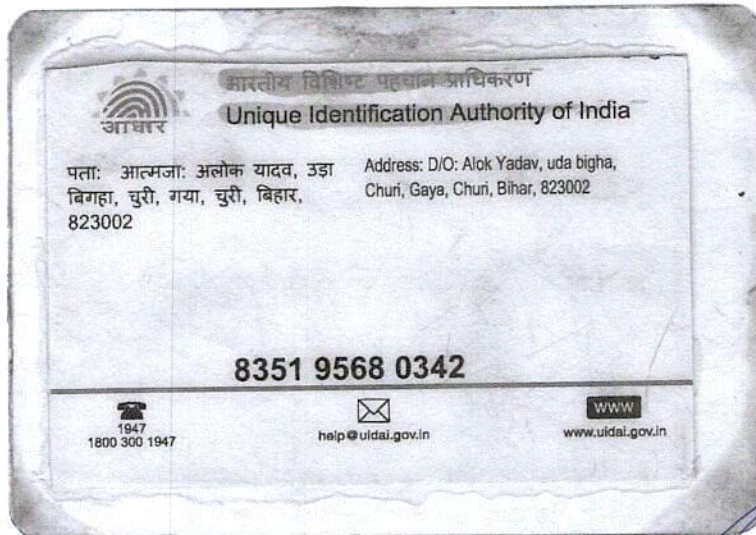 आधार
भारतीय विशिष्ट पहचान प्राधिकरण
Unique Identification Authority of India
पता: आत्मजा: अलोक यादव, उड़ा
बिगहा, चुरी, गया, चुरी, बिहार,
823002
Address: D/O: Alok Yadav, uda bigha,
Churi, Gaya, Churi, Bihar, 823002
8351 9568 0342
1947
1800 300 1947
help@uidai.gov.in
WWW
www.uidai.gov.in